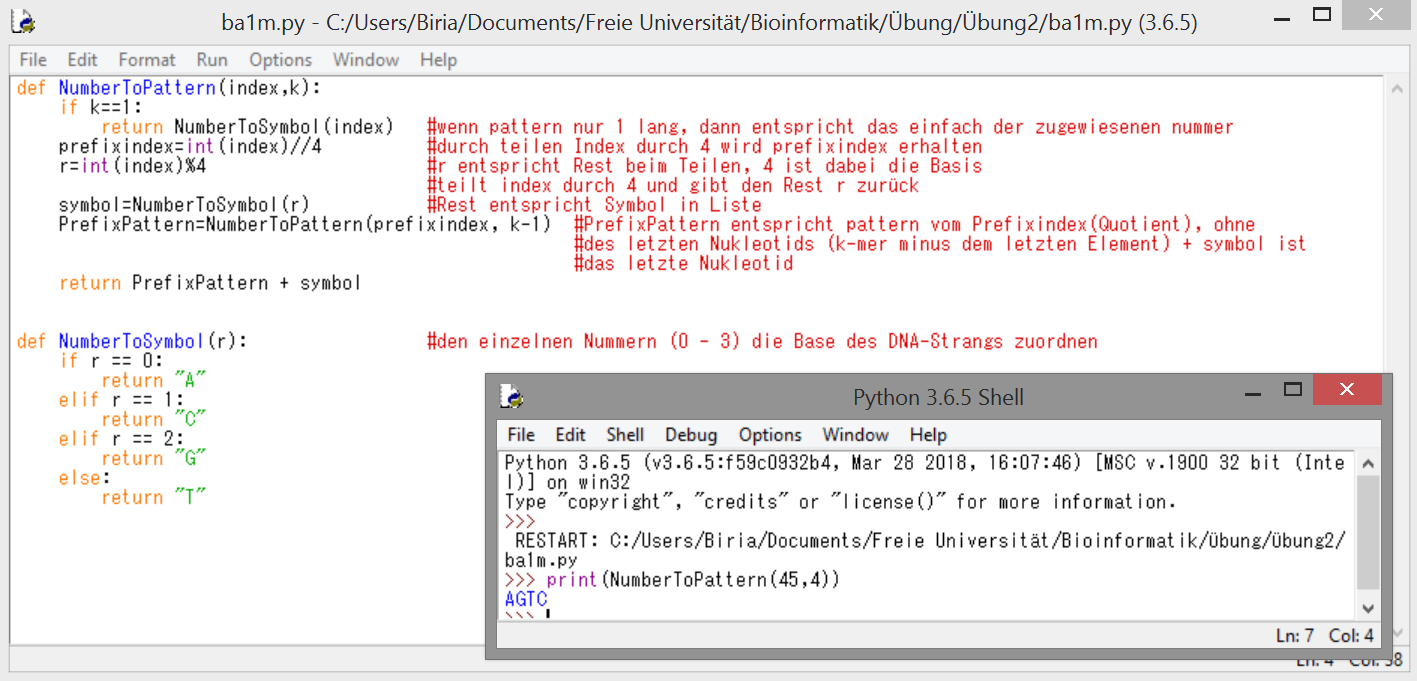 ba1m.py - C:/Users/Biria/Documents/Freie Universität/Bioinformatik/Übung/Übung2/ba1m.py (3.6.5)
File Edit Format Run Options Window Help
def NumberToPattern(index,k):
    if k==1:
        return NumberToSymbol(index)   #wenn pattern nur 1 lang, dann entspricht das einfach der zugewiesenen nummer
    prefixindex=int(index)//4          #durch teilen Index durch 4 wird prefixindex erhalten
    r=int(index)%4                     #r entspricht Rest beim Teilen, 4 ist dabei die Basis
                                       #teilt index durch 4 und gibt den Rest r zurück
    symbol=NumberToSymbol(r)           #Rest entspricht Symbol in Liste
    PrefixPattern=NumberToPattern(prefixindex, k-1)  #PrefixPattern entspricht pattern vom Prefixindex(Quotient), ohne
                                                     #des letzten Nukleotids (k-mer minus dem letzten Element) + symbol ist
                                                     #das letzte Nukleotid
    return PrefixPattern + symbol
def NumberToSymbol(r):                 #den einzelnen Nummern (0 - 3) die Base des DNA-Strangs zuordnen
    if r == 0:
        return "A"
    elif r == 1:
        return "C"
    elif r == 2:
        return "G"
    else:
        return "T"
Python 3.6.5 Shell
File Edit Shell Debug Options Window Help
Python 3.6.5 (v3.6.5:f59c0932b4, Mar 28 2018, 16:07:46) [MSC v.1900 32 bit (Inte
l)] on win32
Type "copyright", "credits" or "license()" for more information.
>>>
 RESTART: C:/Users/Biria/Documents/Freie Universität/Bioinformatik/Übung/Übung2/
ba1m.py
>>> print(NumberToPattern(45,4))
AGTC
>>>
Ln: 7 Col: 4
Ln: 4 Col: 38